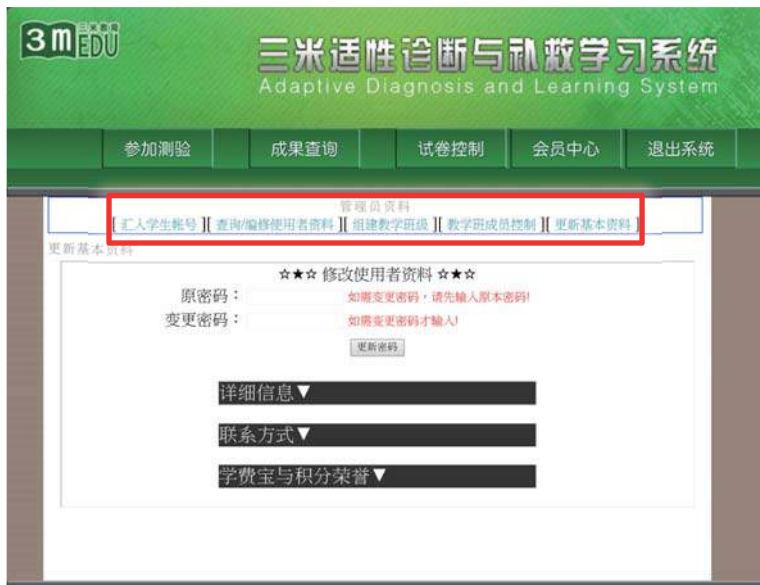 3m EDU 三米教育
三米适性诊断与补救学习系统
Adaptive Diagnosis and Learning System
参加测验 成果查询 试卷控制 会员中心 退出系统
管理员资料
[ 汇入学生帐号 ][ 查询/编修使用者资料 ][ 组建教学班级 ][ 教学班成员控制 ][ 更新基本资料 ]
更新基本资料
☆★☆ 修改使用者资料 ☆★☆
原密码: 如需变更密码,请先输入原本密码!
变更密码: 如需变更密码才输入!
更新密码
详细信息▼
联系方式▼
学费宝与积分荣誉▼